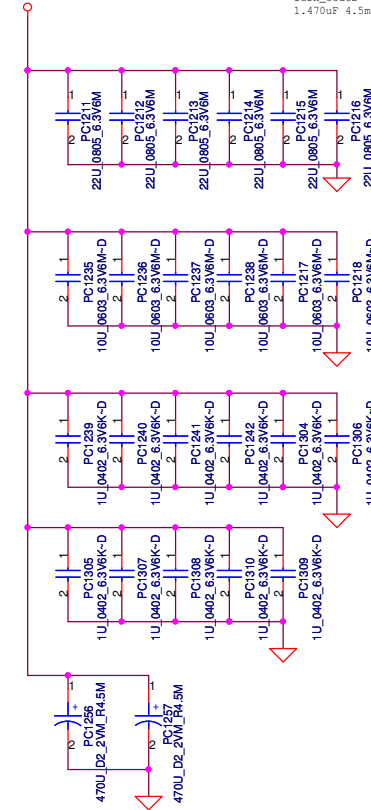 1.470uF 4.5m
1
2
PC1211
22U_0805_6.3V6M
1
2
PC1212
22U_0805_6.3V6M
1
2
PC1213
22U_0805_6.3V6M
1
2
PC1214
22U_0805_6.3V6M
1
2
PC1215
22U_0805_6.3V6M
1
2
PC1216
22U_0805_6.3V6M
1
2
PC1235
10U_0603_6.3V6M~D
1
2
PC1236
10U_0603_6.3V6M~D
1
2
PC1237
10U_0603_6.3V6M~D
1
2
PC1238
10U_0603_6.3V6M~D
1
2
PC1217
10U_0603_6.3V6M~D
1
2
PC1218
10U_0603_6.3V6M~D
1
2
PC1239
1U_0402_6.3V6K~D
1
2
PC1240
1U_0402_6.3V6K~D
1
2
PC1241
1U_0402_6.3V6K~D
1
2
PC1242
1U_0402_6.3V6K~D
1
2
PC1304
1U_0402_6.3V6K~D
1
2
PC1306
1U_0402_6.3V6K~D
1
2
PC1305
1U_0402_6.3V6K~D
1
2
PC1307
1U_0402_6.3V6K~D
1
2
PC1308
1U_0402_6.3V6K~D
1
2
PC1310
1U_0402_6.3V6K~D
1
2
PC1309
1U_0402_6.3V6K~D
1
+
2
PC1256
470U_D2_2VM_R4.5M
1
+
2
PC1257
470U_D2_2VM_R4.5M